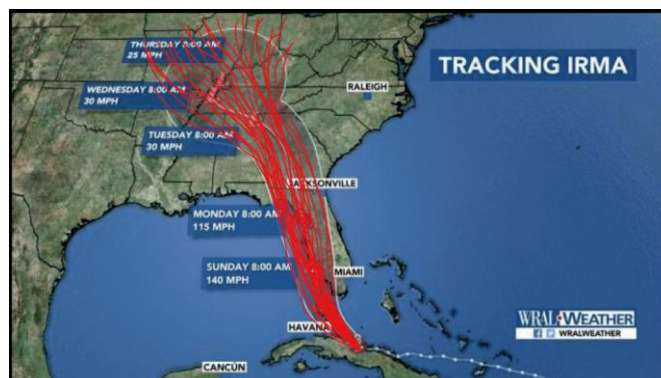 THURSDAY 8:00 AM
25 MPH
TRACKING IRMA
WEDNESDAY 8:00 AM
30 MPH
RALEIGH
TUESDAY 8:00 AM
30 MPH
JACKSONVILLE
MONDAY 8:00 AM
115 MPH
SUNDAY 8:00 AM
140 MPH
MIAMI
HAVANA
WRAL WEATHER
WRALWEATHER
CANCÚN